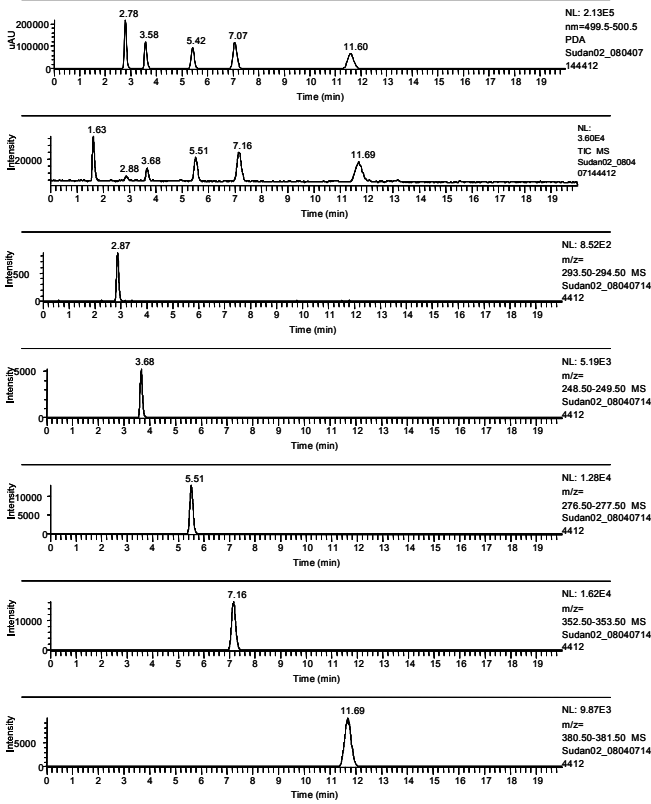 2.78
3.58
5.42
7.07
11.60
200000
100000
0
uAU
0 1 2 3 4 5 6 7 8 9 10 11 12 13 14 15 16 17 18 19
Time (min)
NL: 2.13E5
nm=499.5-500.5
PDA
Sudan02_080407
144412
1.63
2.88
3.68
5.51
7.16
11.69
20000
Intensity
0 1 2 3 4 5 6 7 8 9 10 11 12 13 14 15 16 17 18 19
Time (min)
NL:
3.60E4
TIC MS
Sudan02_0804
07144412
2.87
500
0
Intensity
0 1 2 3 4 5 6 7 8 9 10 11 12 13 14 15 16 17 18 19
Time (min)
NL: 8.52E2
m/z=
293.50-294.50 MS
Sudan02_08040714
4412
3.68
5000
0
Intensity
0 1 2 3 4 5 6 7 8 9 10 11 12 13 14 15 16 17 18 19
Time (min)
NL: 5.19E3
m/z=
248.50-249.50 MS
Sudan02_08040714
4412
5.51
10000
5000
0
Intensity
0 1 2 3 4 5 6 7 8 9 10 11 12 13 14 15 16 17 18 19
Time (min)
NL: 1.28E4
m/z=
276.50-277.50 MS
Sudan02_08040714
4412
7.16
10000
0
Intensity
0 1 2 3 4 5 6 7 8 9 10 11 12 13 14 15 16 17 18 19
Time (min)
NL: 1.62E4
m/z=
352.50-353.50 MS
Sudan02_08040714
4412
11.69
5000
0
Intensity
0 1 2 3 4 5 6 7 8 9 10 11 12 13 14 15 16 17 18 19
Time (min)
NL: 9.87E3
m/z=
380.50-381.50 MS
Sudan02_08040714
4412